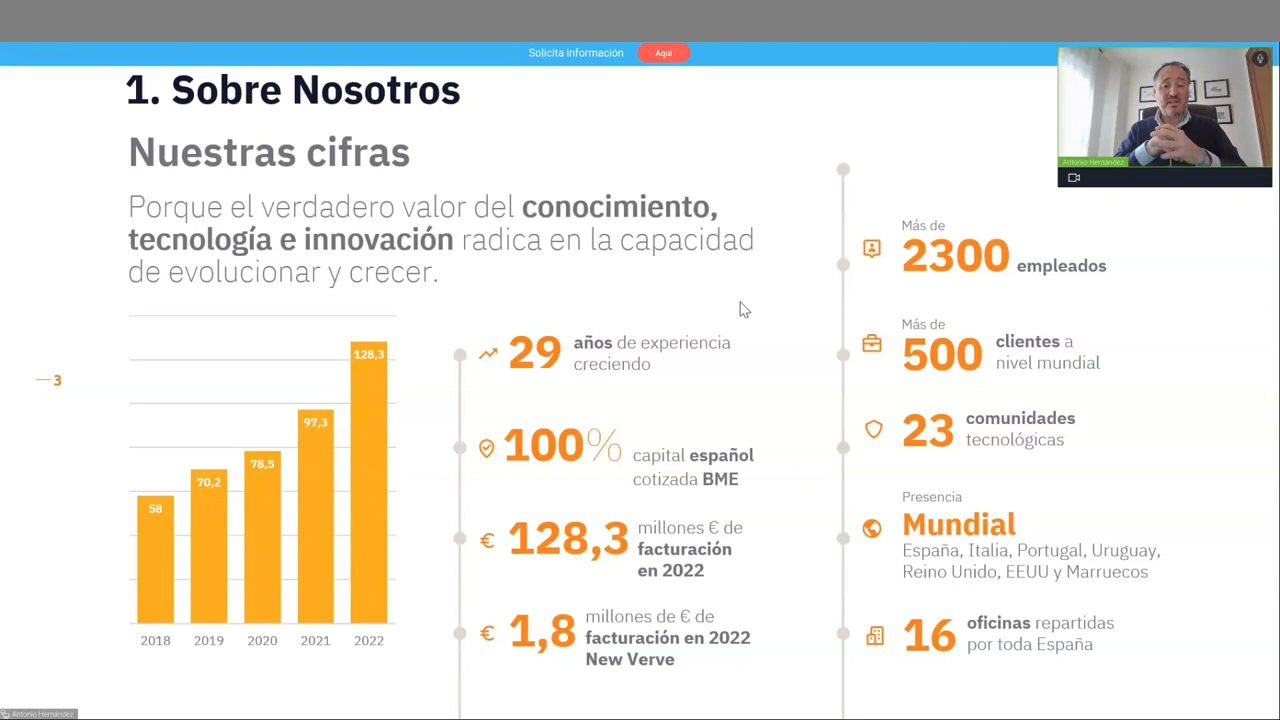 Solicita información
Aquí
1. Sobre Nosotros
Nuestras cifras
Porque el verdadero valor del conocimiento,
tecnología e innovación radica en la capacidad
de evolucionar y crecer.
3
128,3
97,3
78,5
70,2
58
2018 2019 2020 2021 2022
29 años de experiencia
creciendo
100% capital español
cotizada BME
128,3 millones € de
facturación
en 2022
1,8 millones de € de
facturación en 2022
New Verve
Antonio Hernández
Más de
2300 empleados
Más de
500 clientes a
nivel mundial
23 comunidades
tecnológicas
Presencia
Mundial
España, Italia, Portugal, Uruguay,
Reino Unido, EEUU y Marruecos
16 oficinas repartidas
por toda España
Antonio Hernández